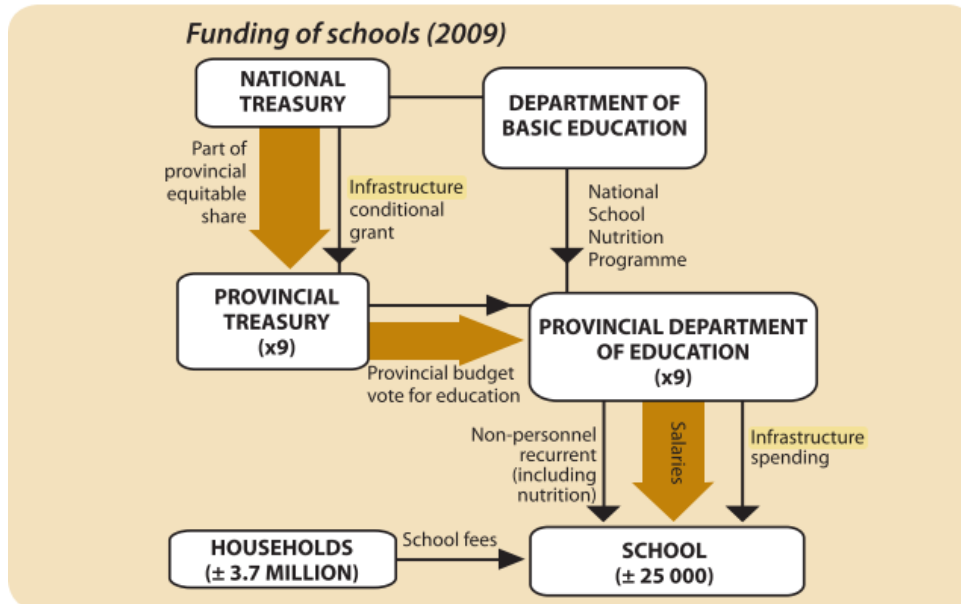 Funding of schools (2009)
NATIONAL
TREASURY
DEPARTMENT OF
BASIC EDUCATION
Part of
provincial
equitable
share
Infrastructure
conditional
grant
National
School
Nutrition
Programme
PROVINCIAL
TREASURY
(x9)
PROVINCIAL DEPARTMENT
OF EDUCATION
(x9)
Provincial budget
vote for education
Non-personnel
recurrent
(including
nutrition)
Salaries
Infrastructure
spending
HOUSEHOLDS
(± 3.7 MILLION)
School fees
SCHOOL
(± 25 000)